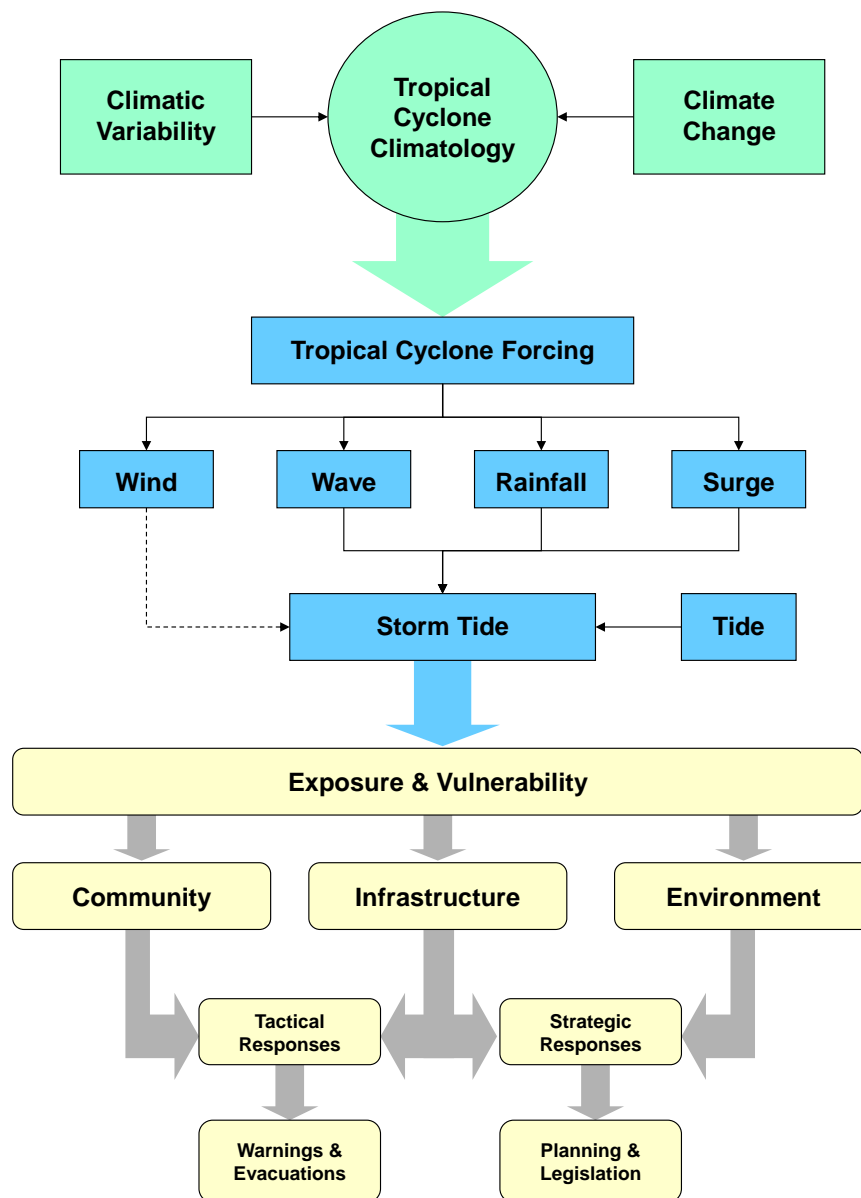 Climatic
Variability
Tropical
Cyclone
Climatology
Climate
Change
Tropical Cyclone Forcing
Wind
Wave
Rainfall
Surge
Storm Tide
Tide
Exposure & Vulnerability
Community
Infrastructure
Environment
Tactical
Responses
Strategic
Responses
Warnings &
Evacuations
Planning &
Legislation